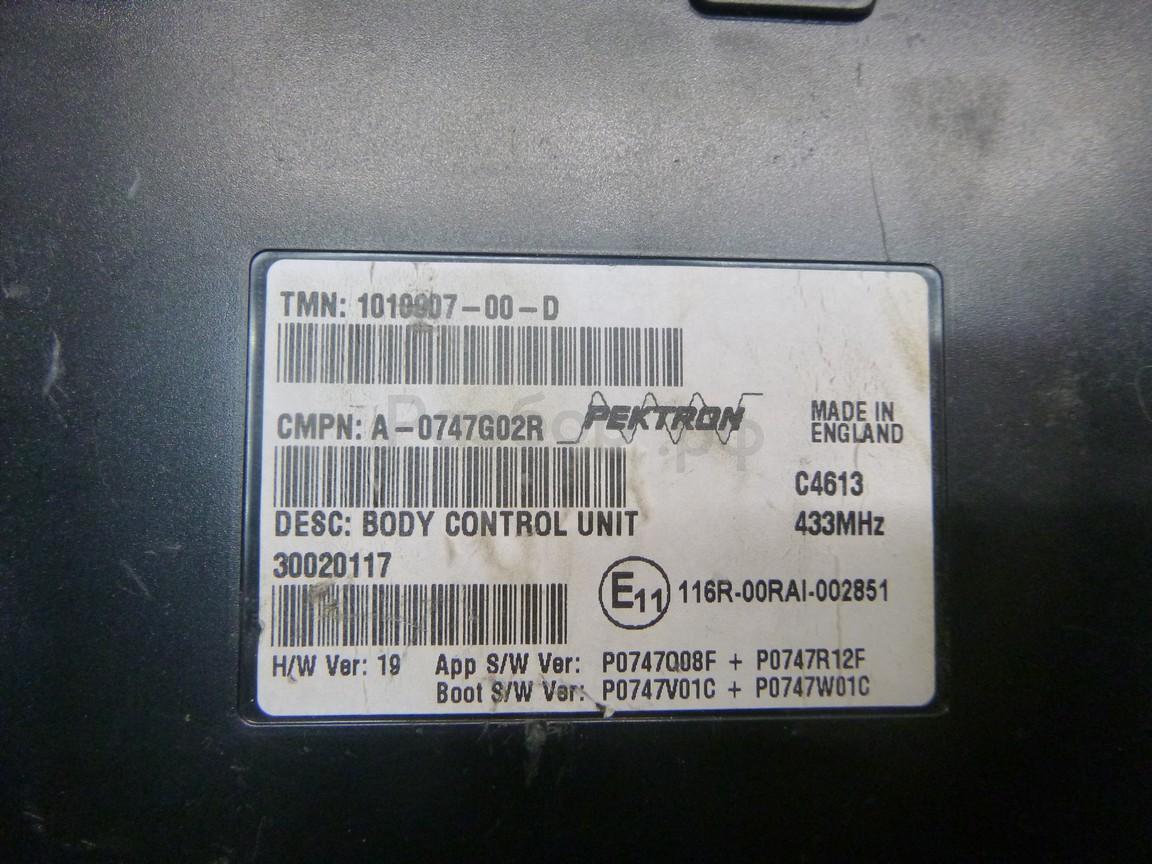 TMN: 1010907-00-D
CMPN: A-0747G02R
PEKTRON
MADE IN
ENGLAND
C4613
DESC: BODY CONTROL UNIT
433MHz
30020117
E11 116R-00RAI-002851
H/W Ver: 19 App S/W Ver: P0747Q08F + P0747R12F
Boot S/W Ver: P0747V01C + P0747W01C